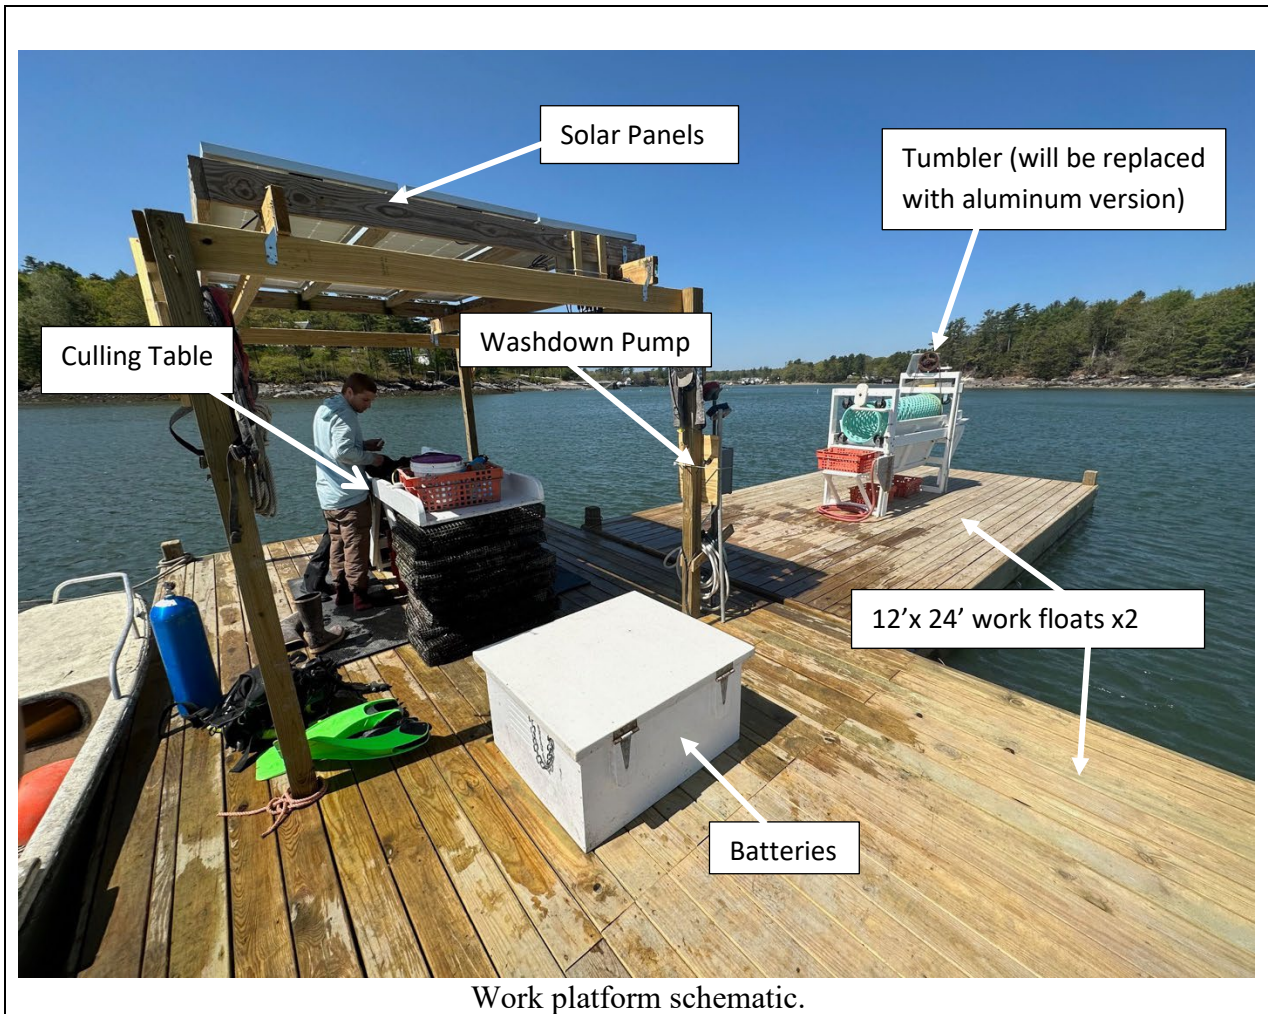 Solar Panels
Tumbler (will be replaced
with aluminum version)
Culling Table
Washdown Pump
12’x 24’ work floats x2
Batteries
Work platform schematic.